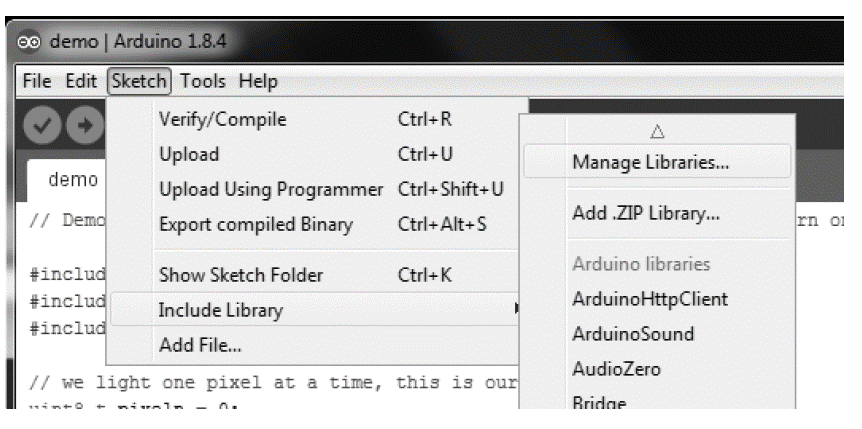 demo | Arduino 1.8.4
File Edit Sketch Tools Help
Verify/Compile Ctrl+R
Upload Ctrl+U
Upload Using Programmer Ctrl+Shift+U
Export compiled Binary Ctrl+Alt+S
Show Sketch Folder Ctrl+K
Include Library
Add File...
Manage Libraries...
Add .ZIP Library...
Arduino libraries
ArduinoHttpClient
ArduinoSound
AudioZero
Bridge
demo
// Demo
rn on
#includ
#includ
#includ
// we light one pixel at a time, this is our